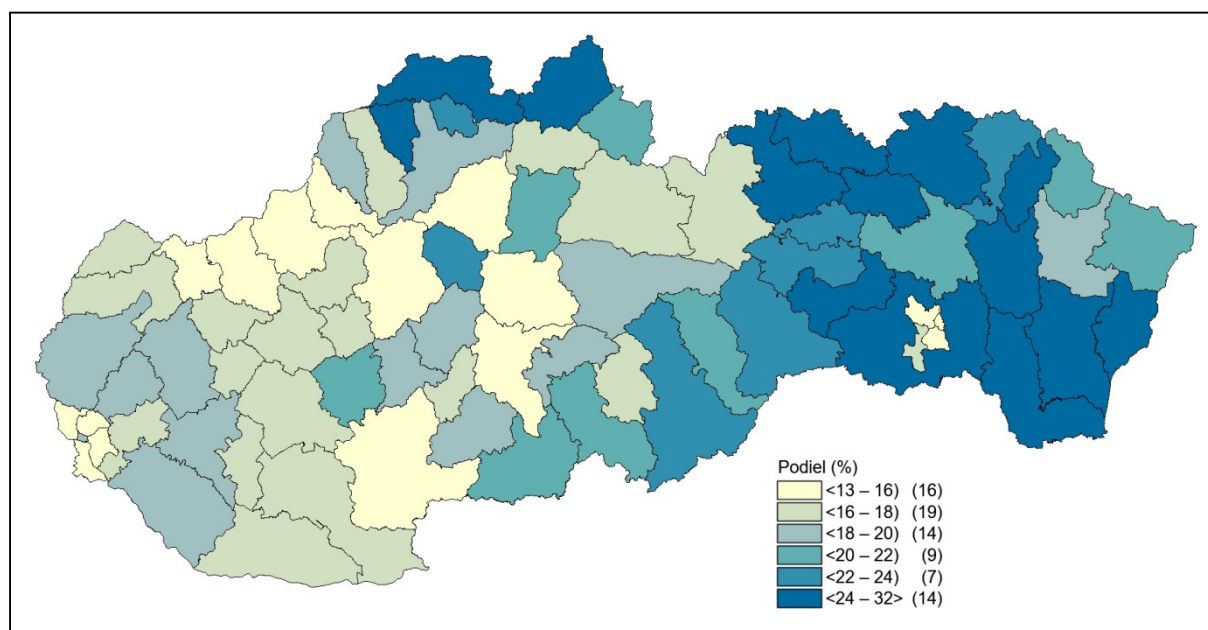 Podiel (%)
<13 – 16) (16)
<16 – 18) (19)
<18 – 20) (14)
<20 – 22) (9)
<22 – 24) (7)
<24 – 32> (14)